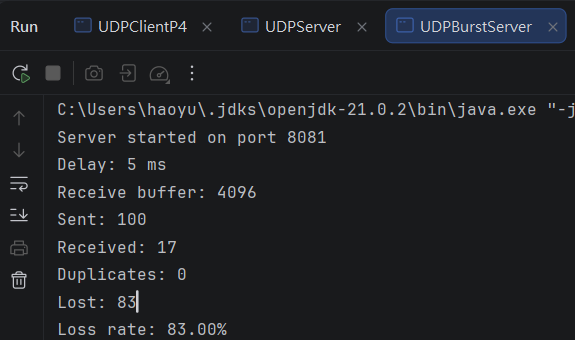 Run
UDPClientP4
UDPServer
UDPBurstServer
C:\Users\haoyu\.jdks\openjdk-21.0.2\bin\java.exe "-j
Server started on port 8081
Delay: 5 ms
Receive buffer: 4096
Sent: 100
Received: 17
Duplicates: 0
Lost: 83
Loss rate: 83.00%